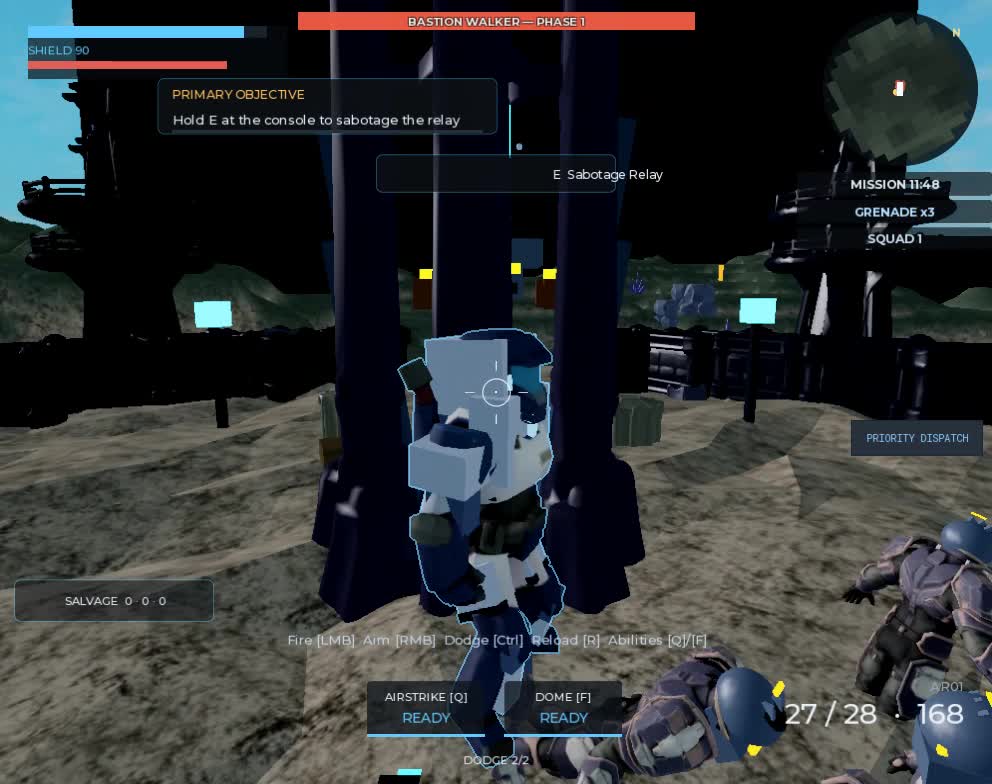 BASTION WALKER — PHASE 1
SHIELD 90
N
PRIMARY OBJECTIVE
Hold E at the console to sabotage the relay
E Sabotage Relay
MISSION 11:48
GRENADE x3
SQUAD 1
PRIORITY DISPATCH
SALVAGE 0 · 0 · 0
Fire [LMB] Aim [RMB] Dodge [Ctrl] Reload [R] Abilities [Q]/[F]
AIRSTRIKE [Q]
READY
DOME [F]
READY
AR01
27 / 28 · 168
DODGE 2/2